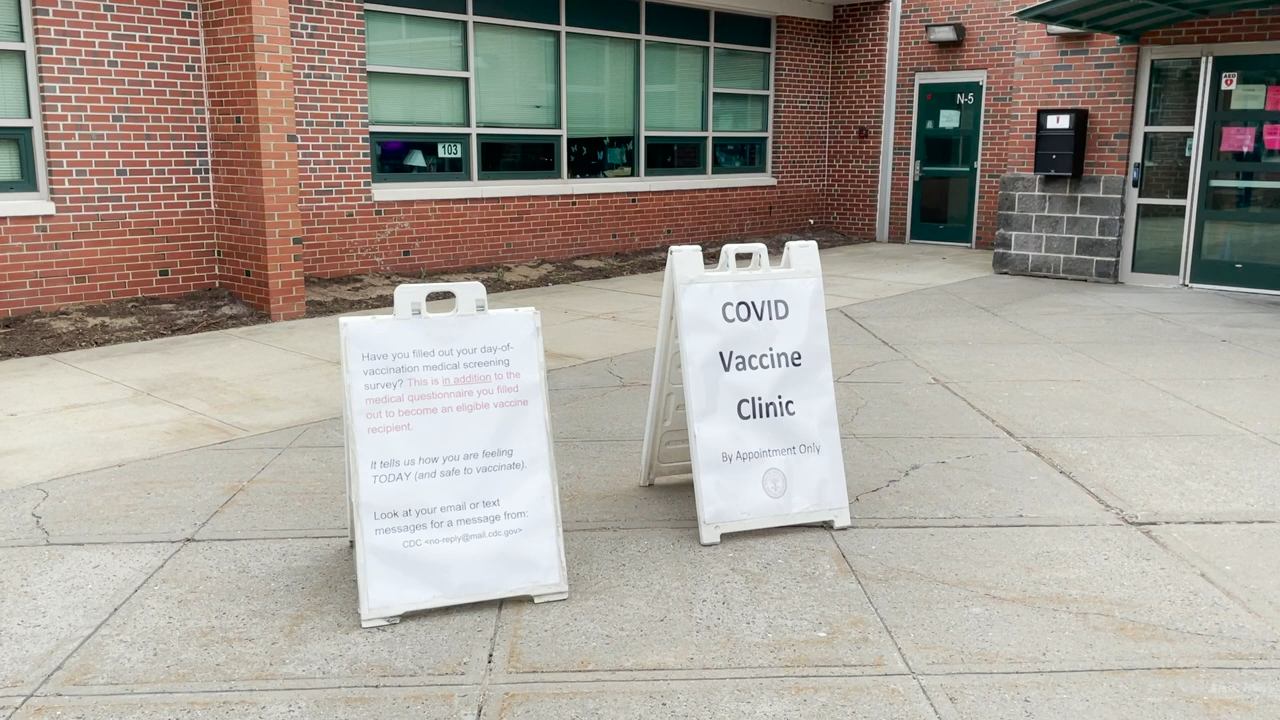 103
N-5
AED
COVID
Vaccine
Clinic
By Appointment Only
Have you filled out your day-of-
vaccination medical screening
survey? This is in addition to the
medical questionnaire you filled
out to become an eligible vaccine
recipient.
It tells us how you are feeling
TODAY (and safe to vaccinate).
Look at your email or text
messages for a message from:
CDC <no-reply@mail.cdc.gov>